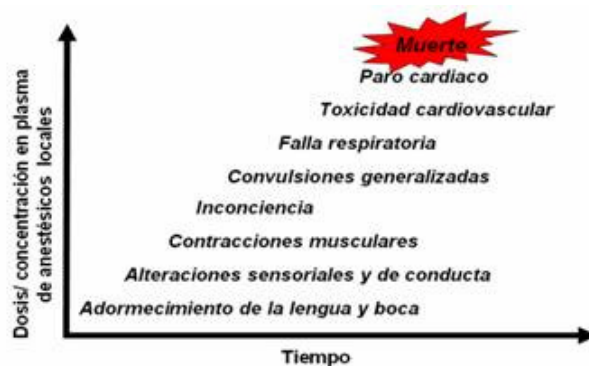 Dosis/ concentración en plasma
de anestésicos locales
Muerte
Paro cardiaco
Toxicidad cardiovascular
Falla respiratoria
Convulsiones generalizadas
Inconciencia
Contracciones musculares
Alteraciones sensoriales y de conducta
Adormecimiento de la lengua y boca
Tiempo